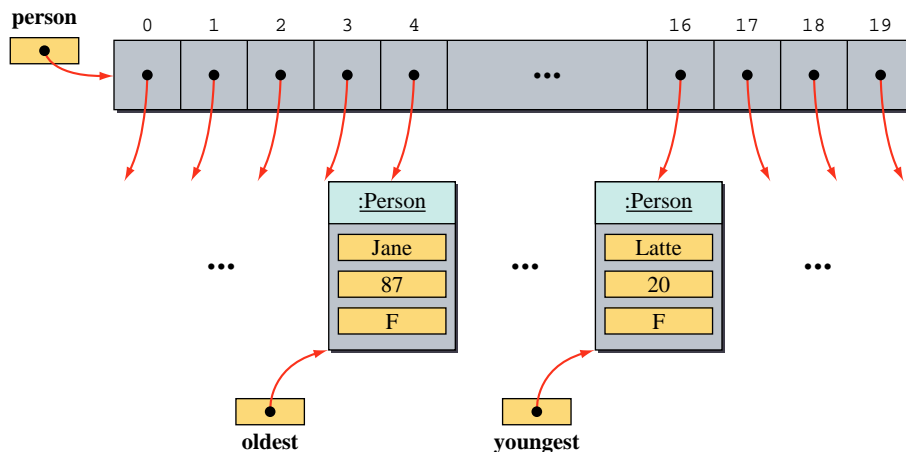 person
0 1 2 3 4 ... 16 17 18 19
:Person :Person
... Jane ... Latte ...
87 20
F F
oldest youngest